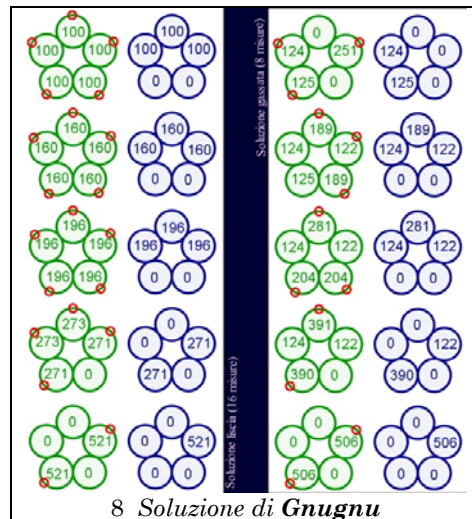 100 100 0 0
100 100 100 100 124 251 124 0
100 100 0 0 125 0 125 0
160 160 189 189
160 160 160 160 124 122 124 122
160 160 0 0 125 189 0 0
196 196 281 281
196 196 196 196 124 122 124 122
196 196 0 0 204 204 0 0
273 0 391 0
273 271 0 271 124 122 0 122
271 0 271 0 390 0 390 0
0 0 0 0
0 521 0 521 0 506 0 506
521 0 0 0 506 0 0 0
Soluzione liscia (16 misure)
Soluzione gassata (8 misure)
8 Soluzione di Gnugnu